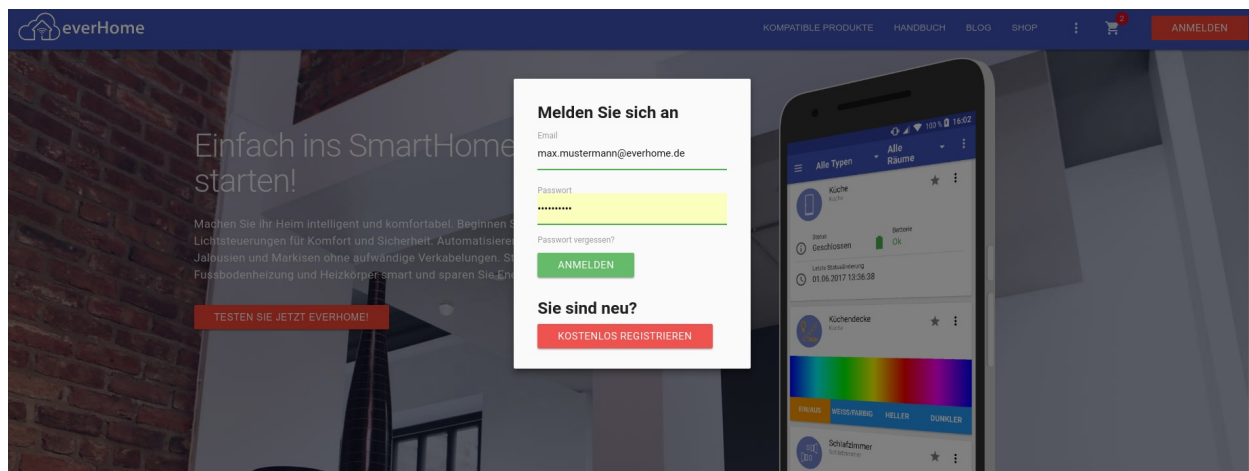 everHome
KOMPATIBLE PRODUKTE
HANDBUCH
BLOG
SHOP
2
ANMELDEN
Einfach ins SmartHome
starten!
Machen Sie ihr Heim intelligent und komfortabel. Beginnen
Lichtsteuerungen für Komfort und Sicherheit. Automatisieren
Jalousien und Markisen ohne aufwändige Verkabelungen.
Fussbodenheizung und Heizkörper smart und sparen Sie
TESTEN SIE JETZT EVERHOME!
Melden Sie sich an
Email
max.mustermann@everhome.de
Passwort
••••••••••
Passwort vergessen?
ANMELDEN
Sie sind neu?
KOSTENLOS REGISTRIEREN
100 % 16:02
Alle Typen
Alle
Räume
Küche
Küche
Status
Geschlossen
Batterie
Ok
Letzte Statusänderung
01.06.2017 13:36:38
Küchendecke
Küche
EIN/AUS
WEISS/FARBIG
HELLER
DUNKLER
Schlafzimmer
Schlafzimmer